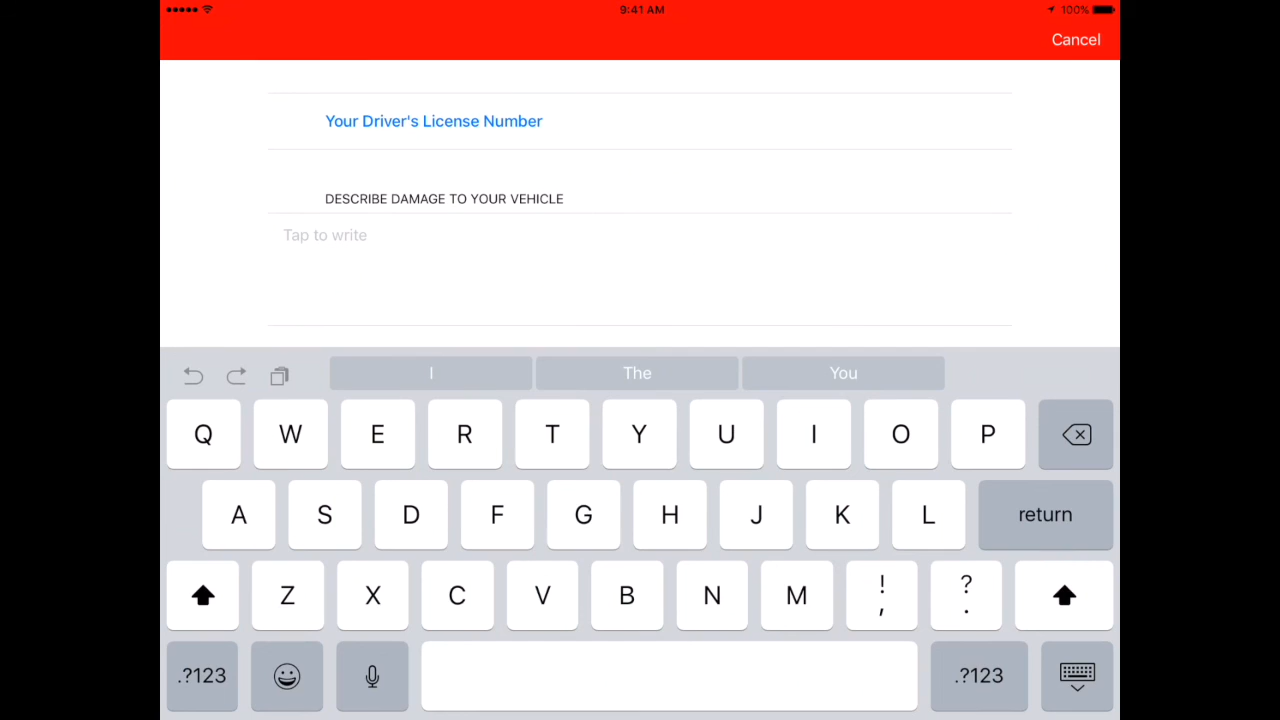 9:41 AM
100%
Cancel
Your Driver's License Number
DESCRIBE DAMAGE TO YOUR VEHICLE
Tap to write
I The You
Q W E R T Y U I O P
A S D F G H J K L return
Z X C V B N M ! , ? .
.?123 .?123